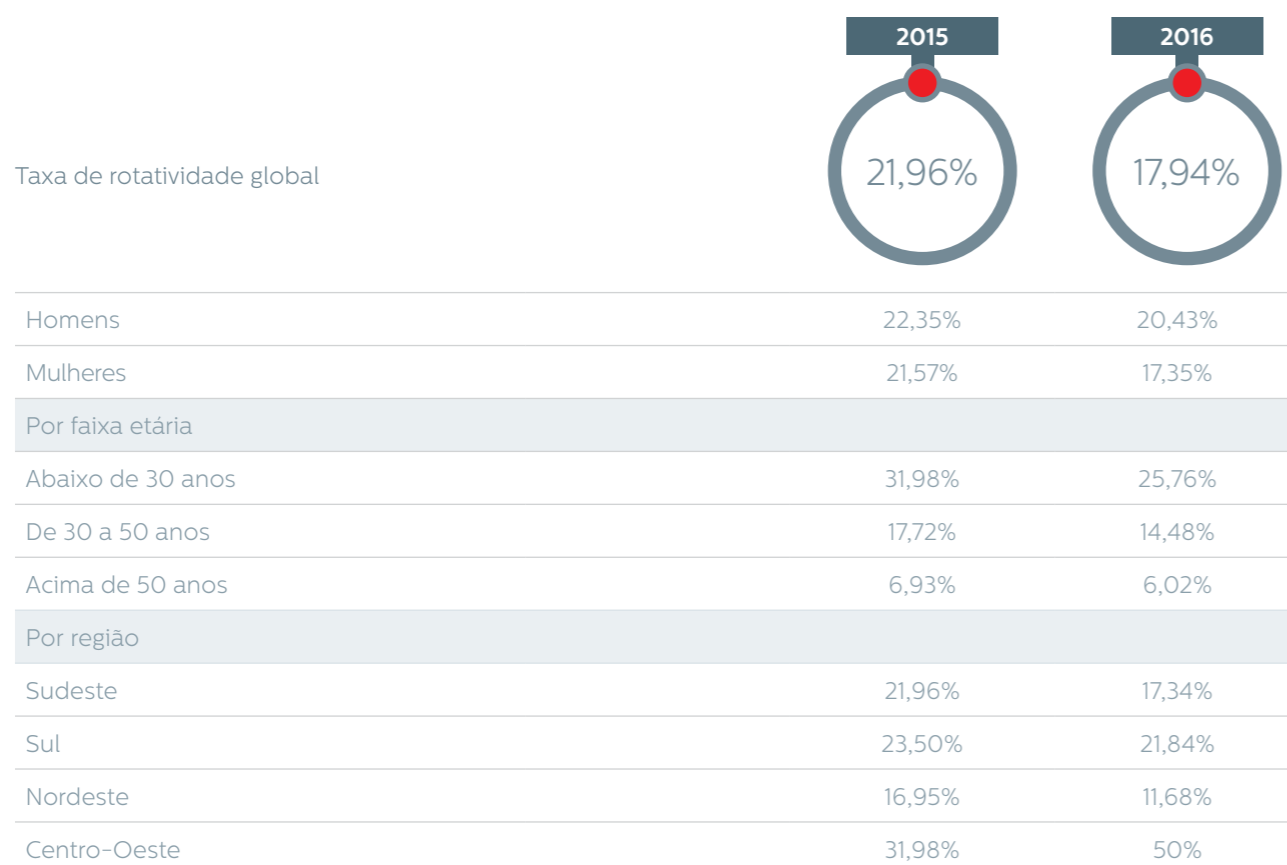 2015 2016
Taxa de rotatividade global 21,96% 17,94%
Homens 22,35% 20,43%
Mulheres 21,57% 17,35%
Por faixa etária
Abaixo de 30 anos 31,98% 25,76%
De 30 a 50 anos 17,72% 14,48%
Acima de 50 anos 6,93% 6,02%
Por região
Sudeste 21,96% 17,34%
Sul 23,50% 21,84%
Nordeste 16,95% 11,68%
Centro-Oeste 31,98% 50%